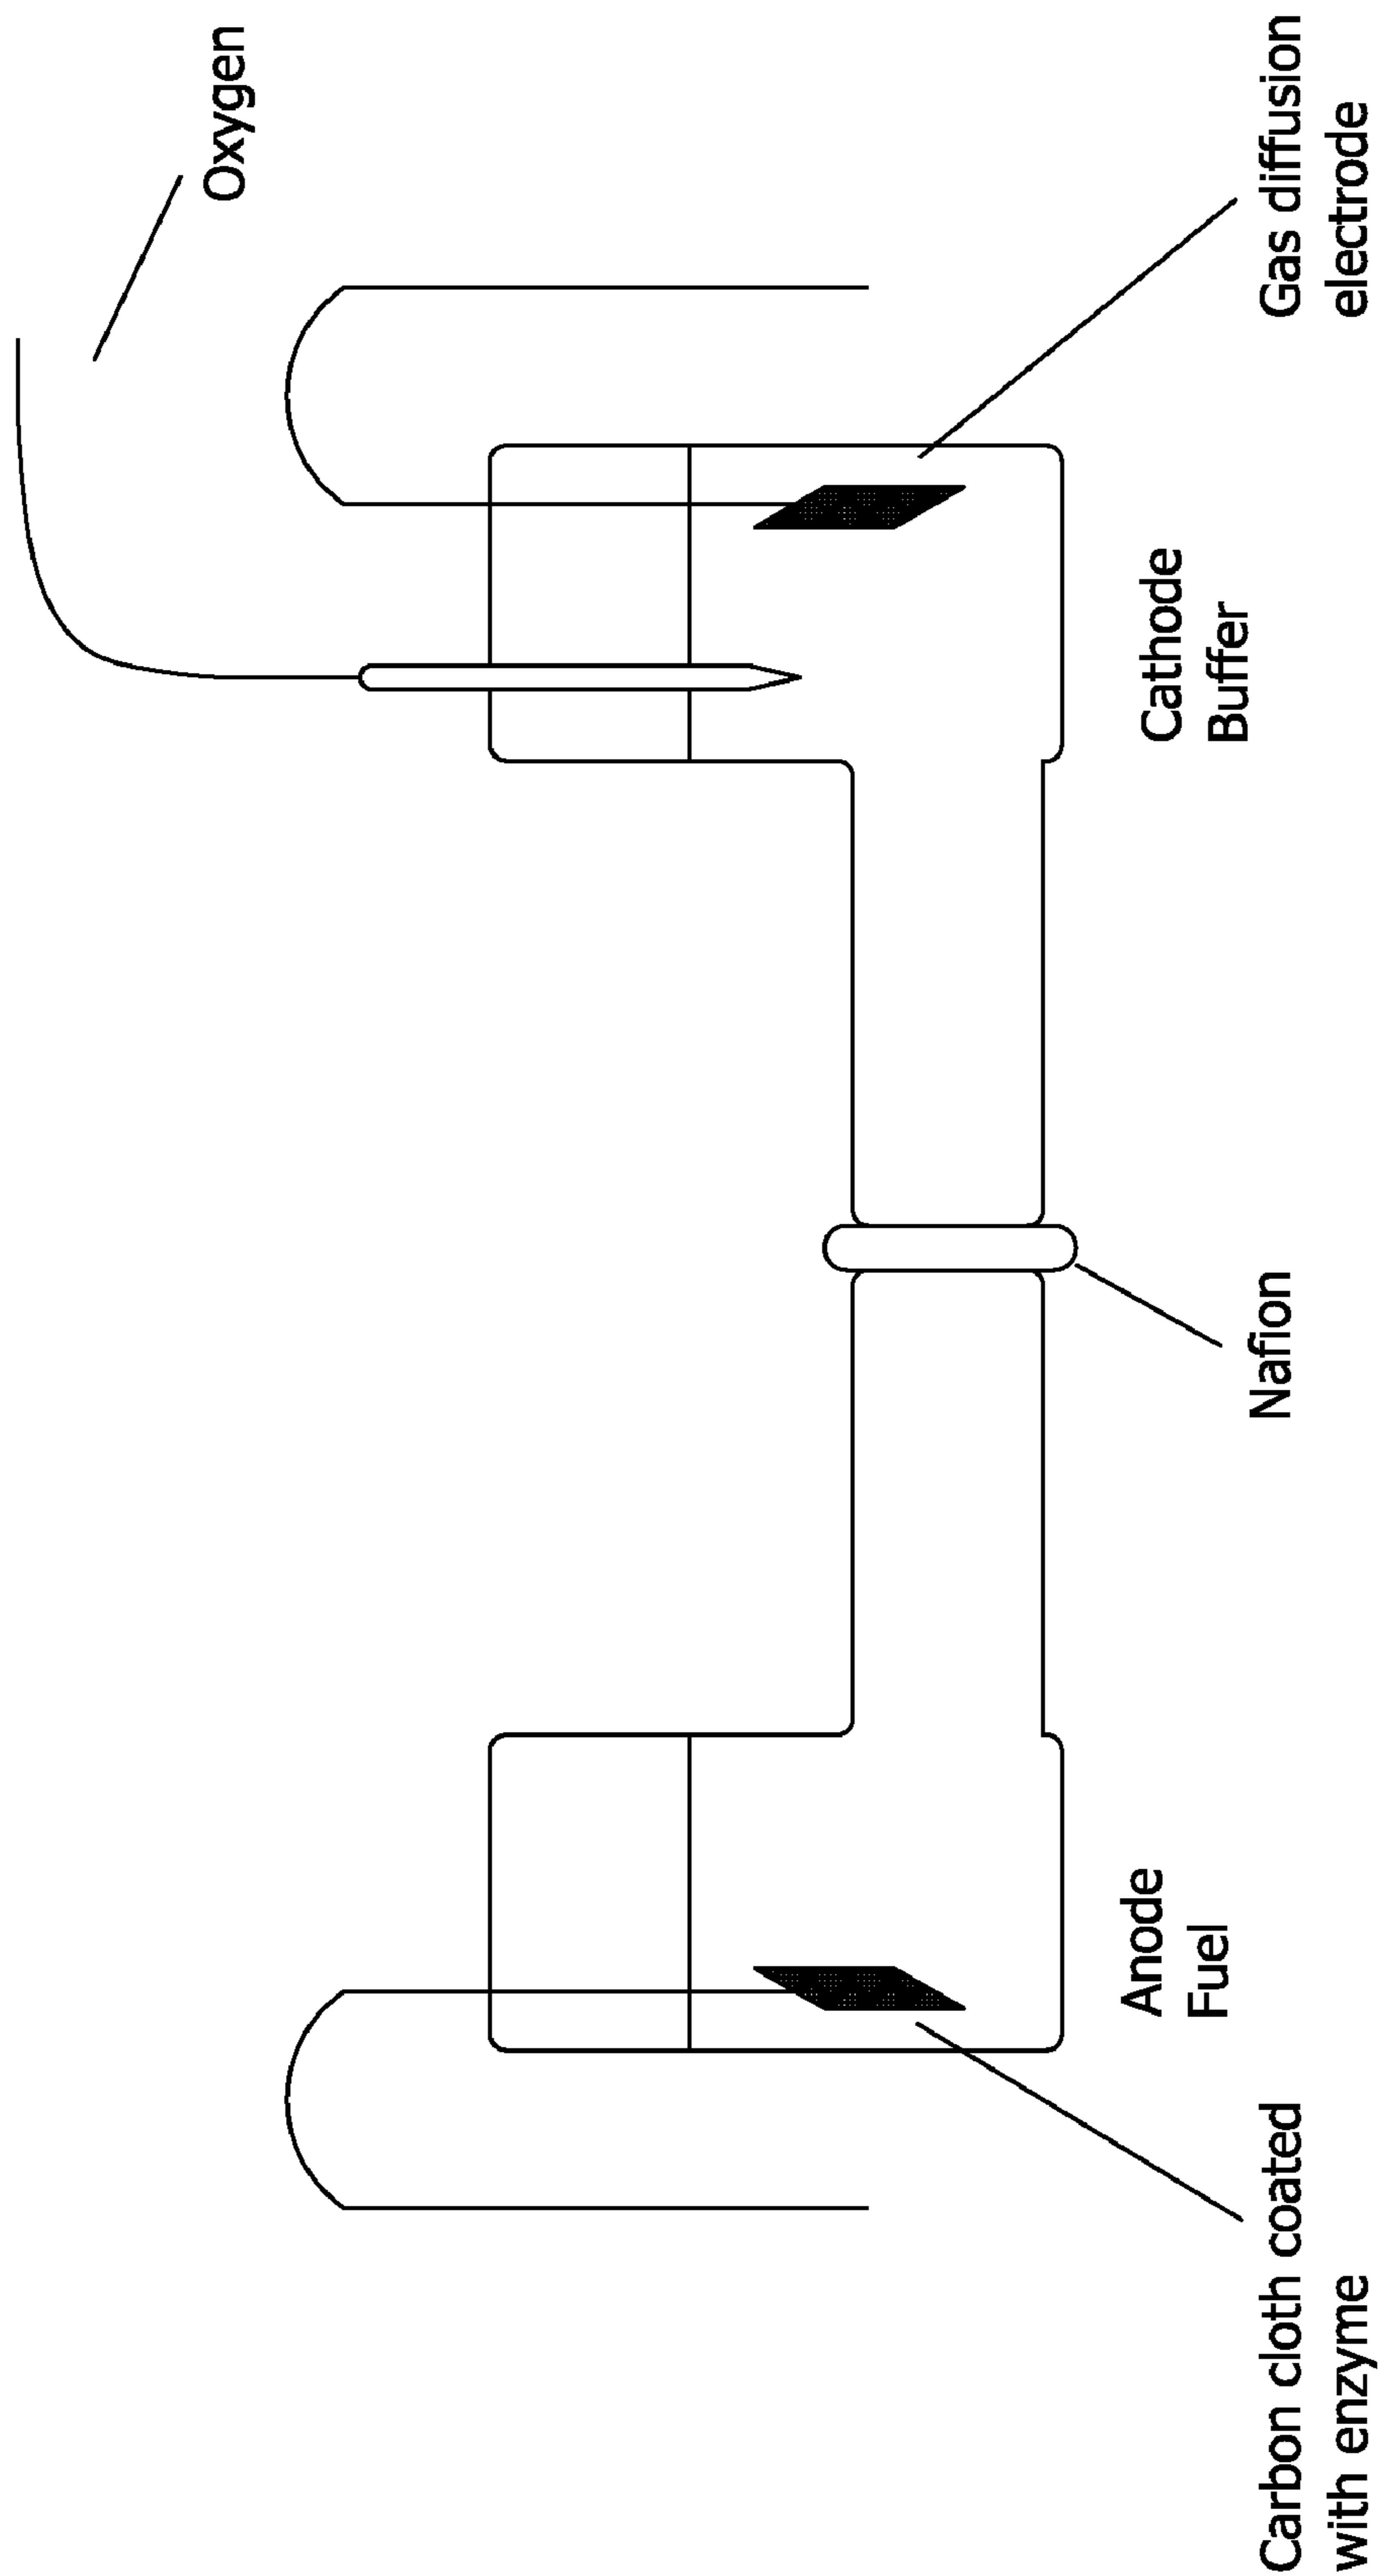 Oxygen
Carbon cloth coated
with enzyme
Anode
Fuel
Nafion
Cathode
Buffer
Gas diffusion
electrode